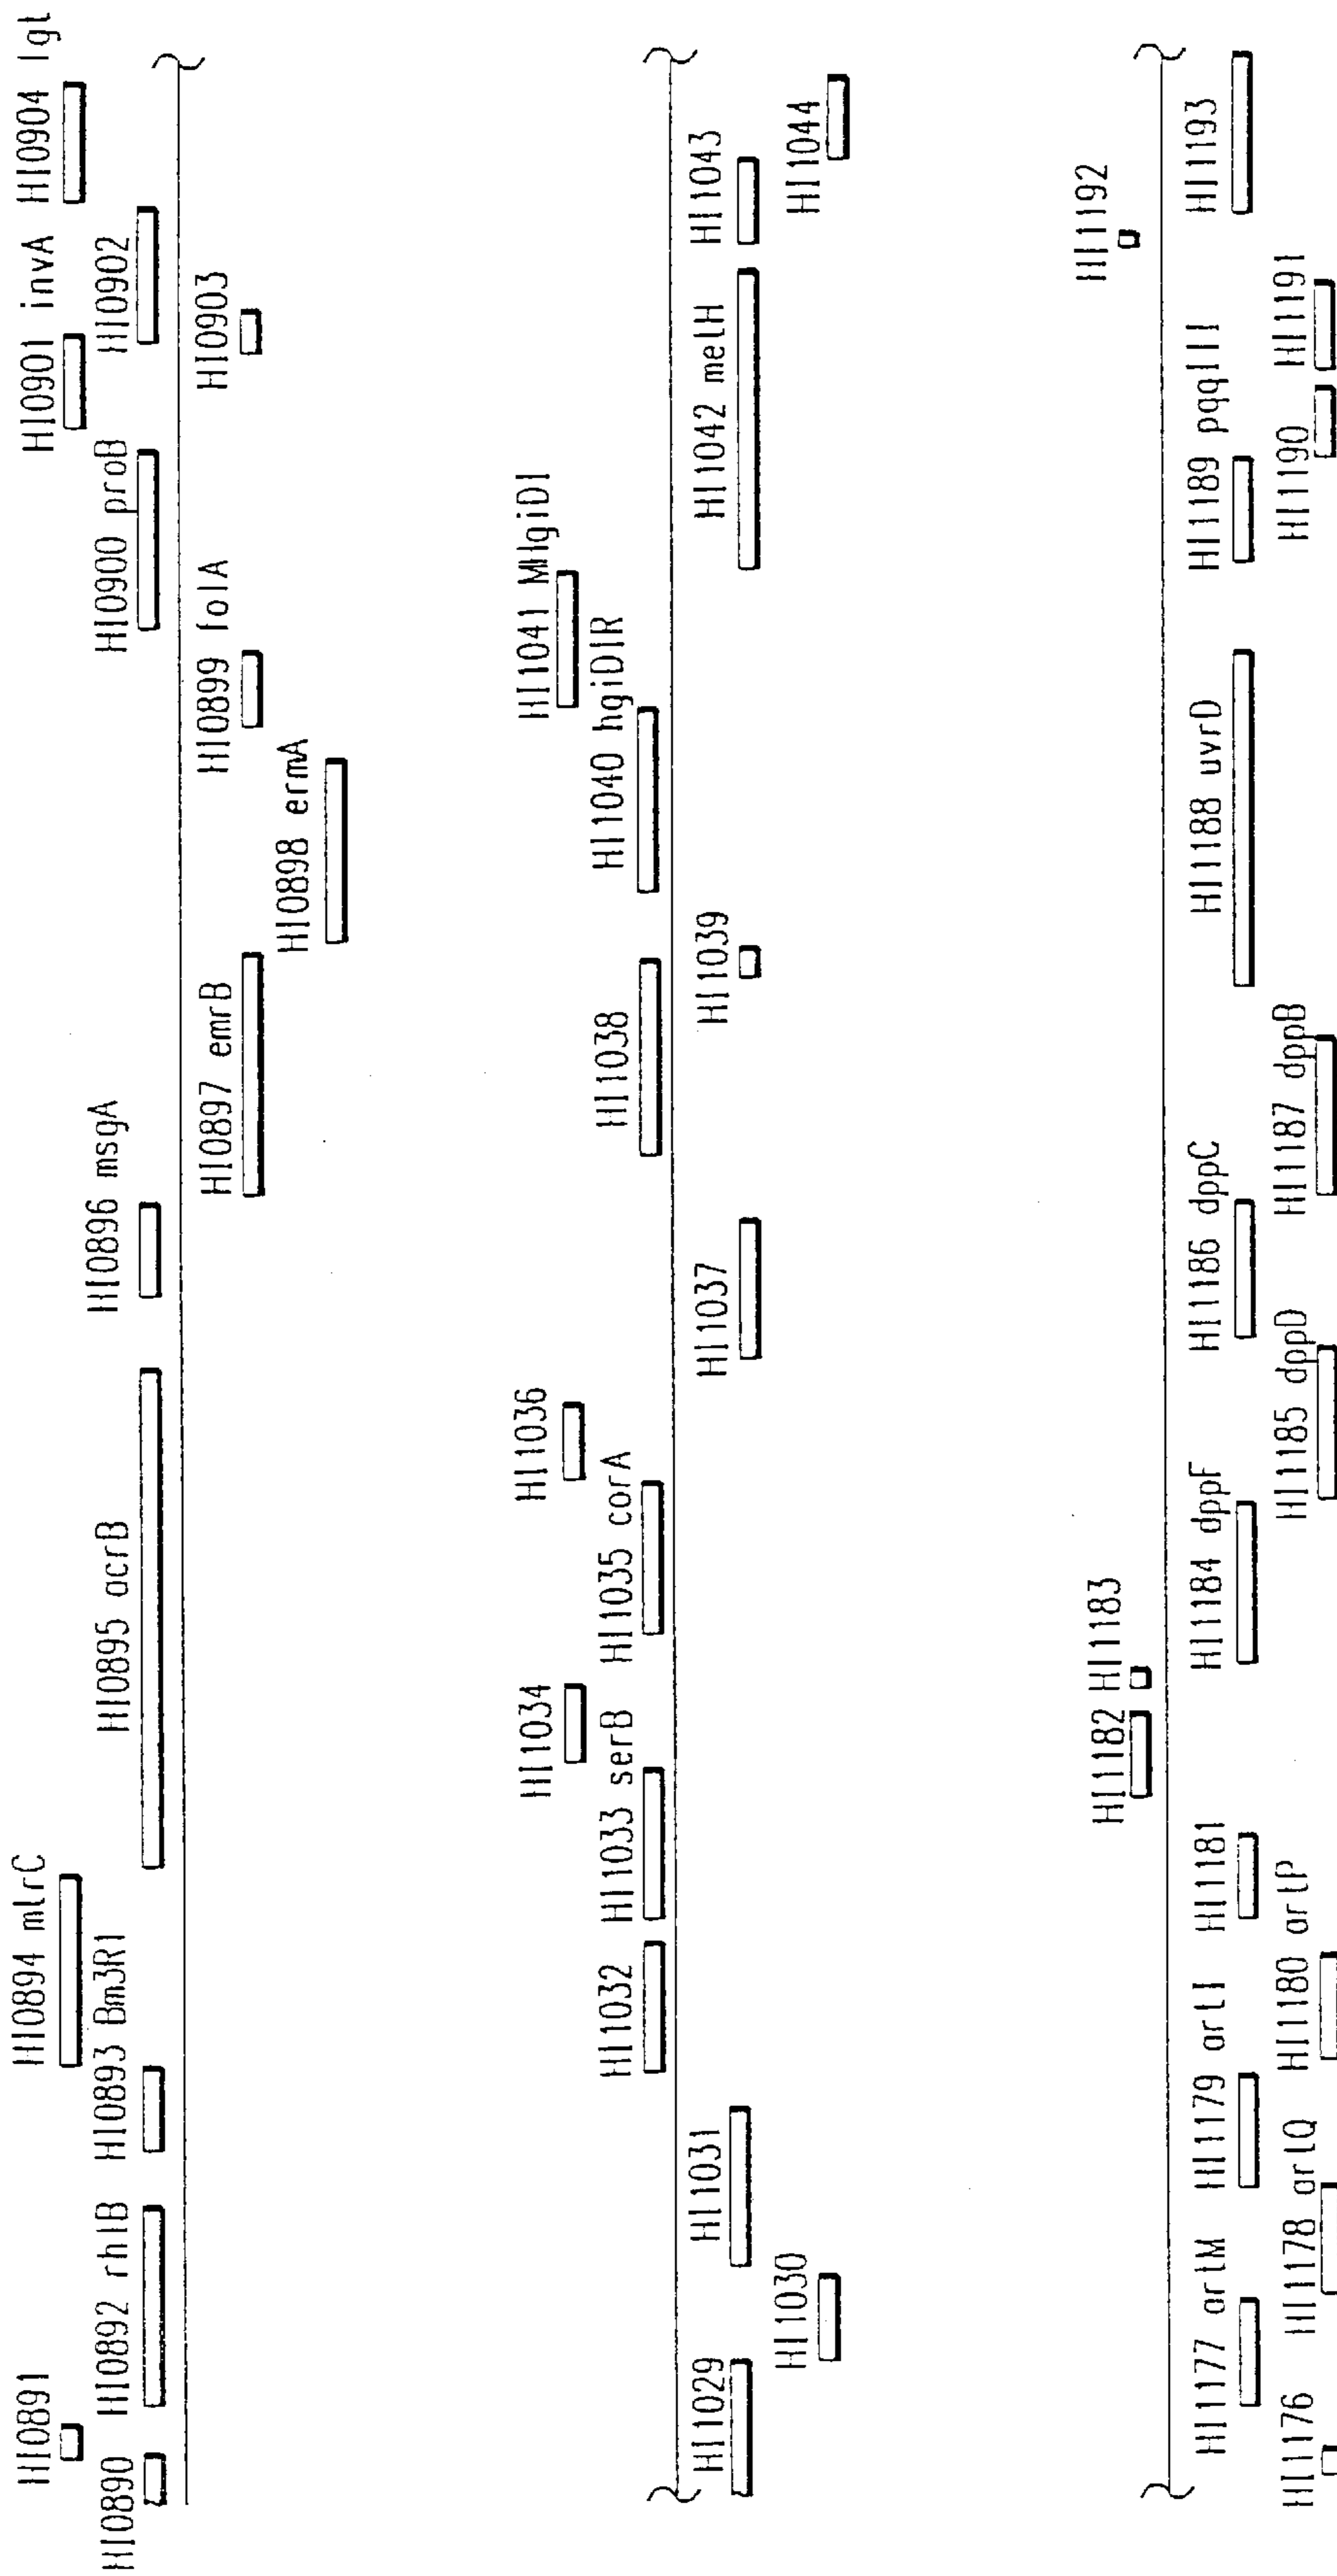 HI0890
HI0891
HI0892 rhlB
HI0893 Bm3R1
HI0894 mtrC
HI0895 acrB
HI0896 msgA
HI0897 emrB
HI0898 ermA
HI0899 folA
HI0900 proB
HI0901 invA
HI0902
HI0903
HI0904 lgt
HI1029
HI1030
HI1031
HI1032
HI1033 serB
HI1034
HI1035 corA
HI1036
HI1037
HI1038
HI1039
HI1040 hgiDIR
HI1041 MHgiDI
HI1042 metH
HI1043
HI1044
HI1176
HI1177 artM
HI1178 artQ
HI1179 artI
HI1180 artP
HI1181
HI1182
HI1183
HI1184 dppF
HI1185 dppD
HI1186 dppC
HI1187 dppB
HI1188 uvrD
HI1189 pqqIII
HI1190
HI1191
HI1192
HI1193